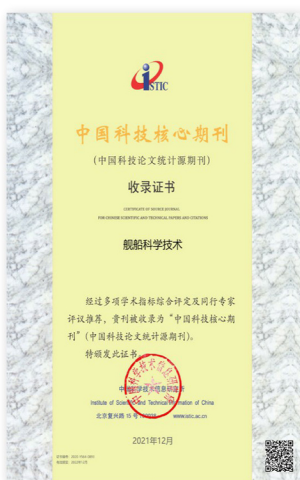 iSTIC
中国科技核心期刊
(中国科技论文统计源期刊)
收录证书
CERTIFICATE OF SOURCE JOURNAL
FOR CHINESE SCIENTIFIC AND TECHNICAL PAPERS AND CITATIONS
舰船科学技术
经过多项学术指标综合评定及同行专家
评议推荐，贵刊被收录为“中国科技核心期
刊”(中国科技论文统计源期刊)。
特颁发此证书。
中国科学技术信息研究所
Institute of Scientific and Technical Information of China
北京复兴路 15 号 100038 www.istic.ac.cn
2021年12月